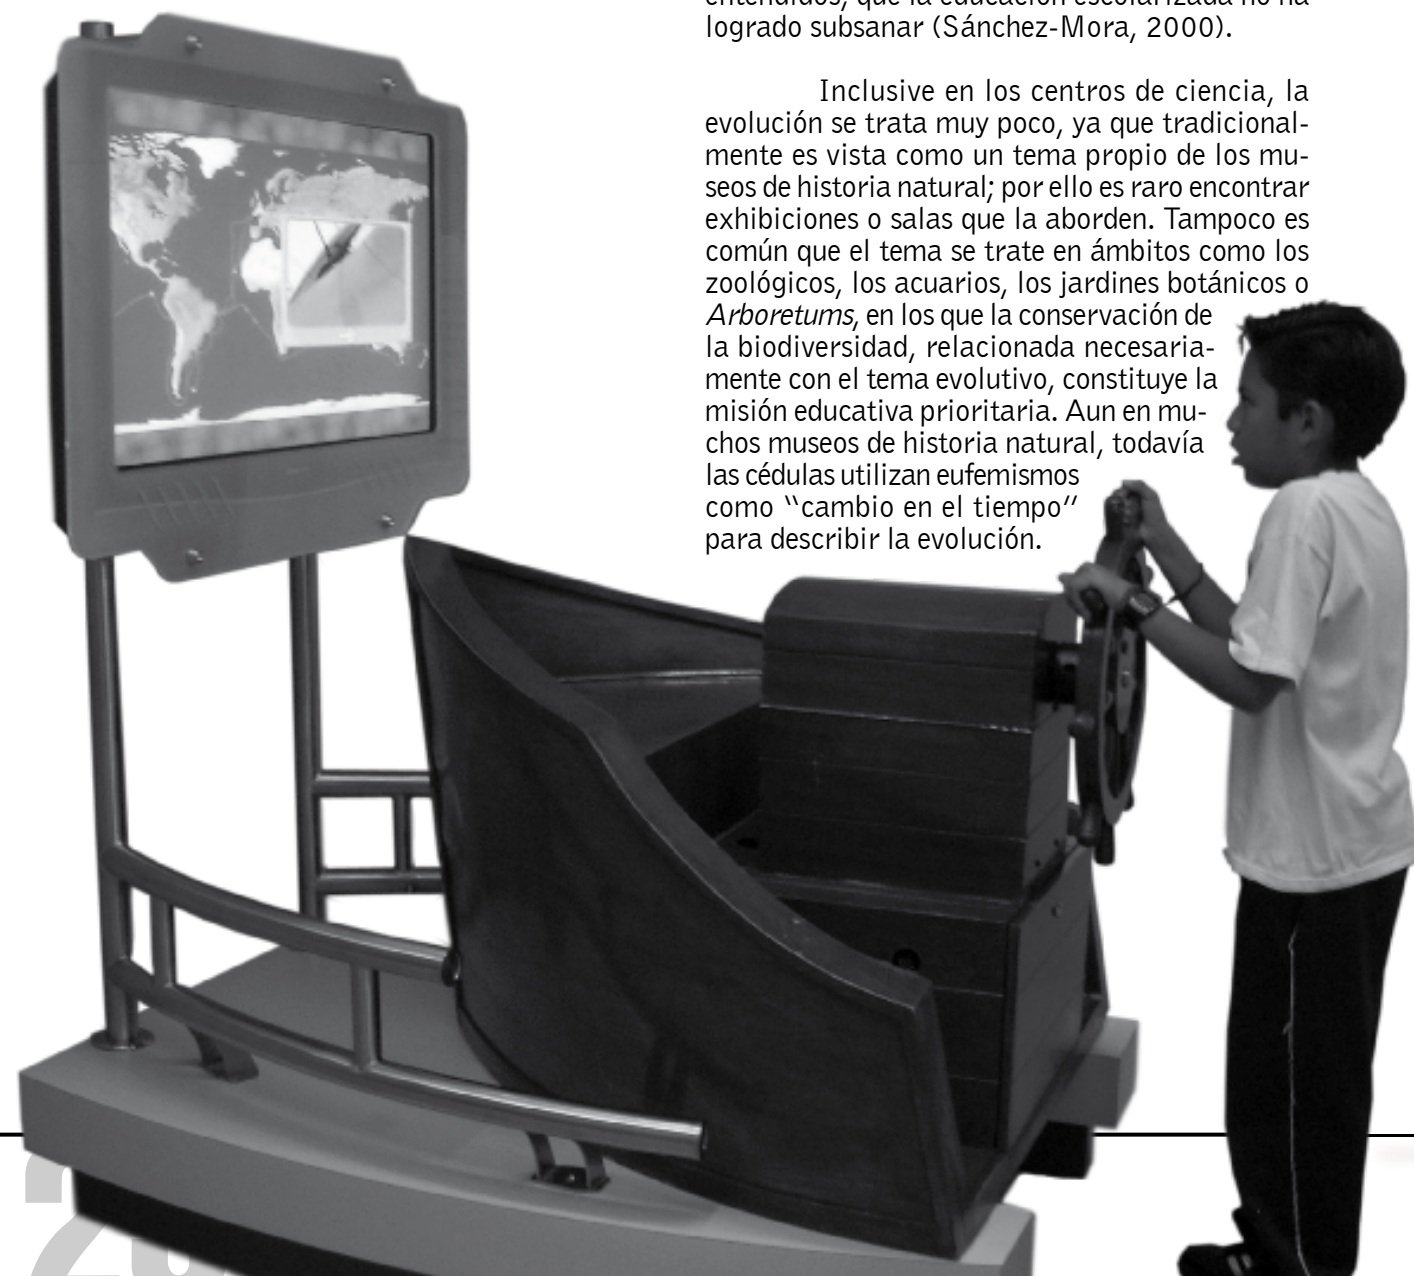 logrado subsanar (Sánchez-Mora, 2000).
Inclusive en los centros de ciencia, la
evolución se trata muy poco, ya que tradicional-
mente es vista como un tema propio de los mu-
seos de historia natural; por ello es raro encontrar
exhibiciones o salas que la aborden. Tampoco es
común que el tema se trate en ámbitos como los
zoológicos, los acuarios, los jardines botánicos o
Arboretums, en los que la conservación de
la biodiversidad, relacionada necesaria-
mente con el tema evolutivo, constituye la
misión educativa prioritaria. Aun en mu-
chos museos de historia natural, todavía
las cédulas utilizan eufemismos
como “cambio en el tiempo”
para describir la evolución.